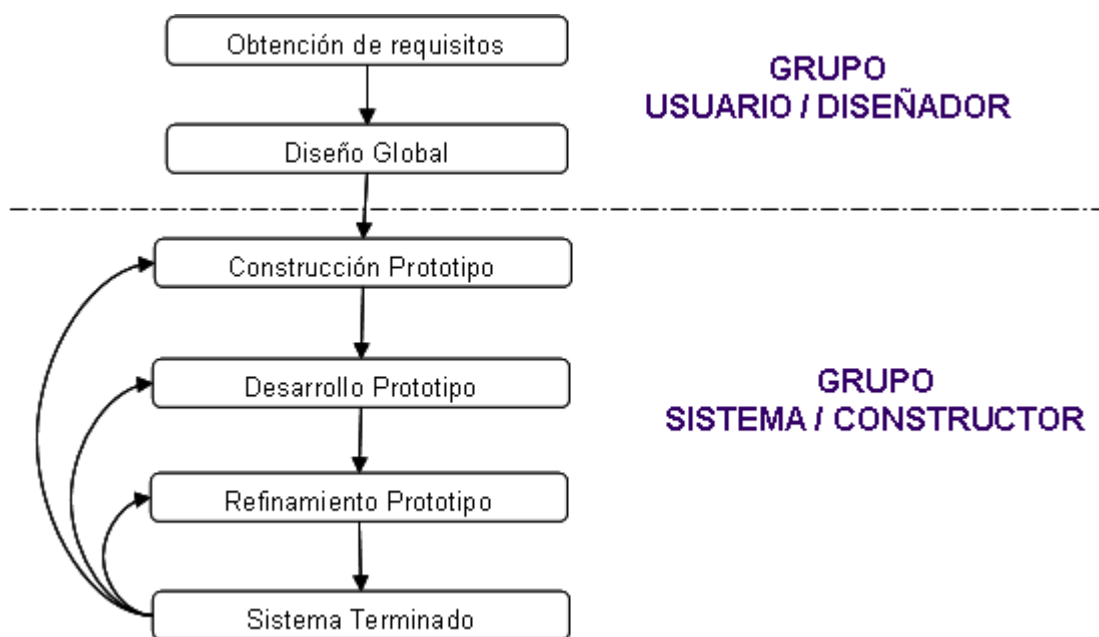 Obtención de requisitos
GRUPO
USUARIO / DISEÑADOR
Diseño Global
Construcción Prototipo
Desarrollo Prototipo
GRUPO
SISTEMA / CONSTRUCTOR
Refinamiento Prototipo
Sistema Terminado